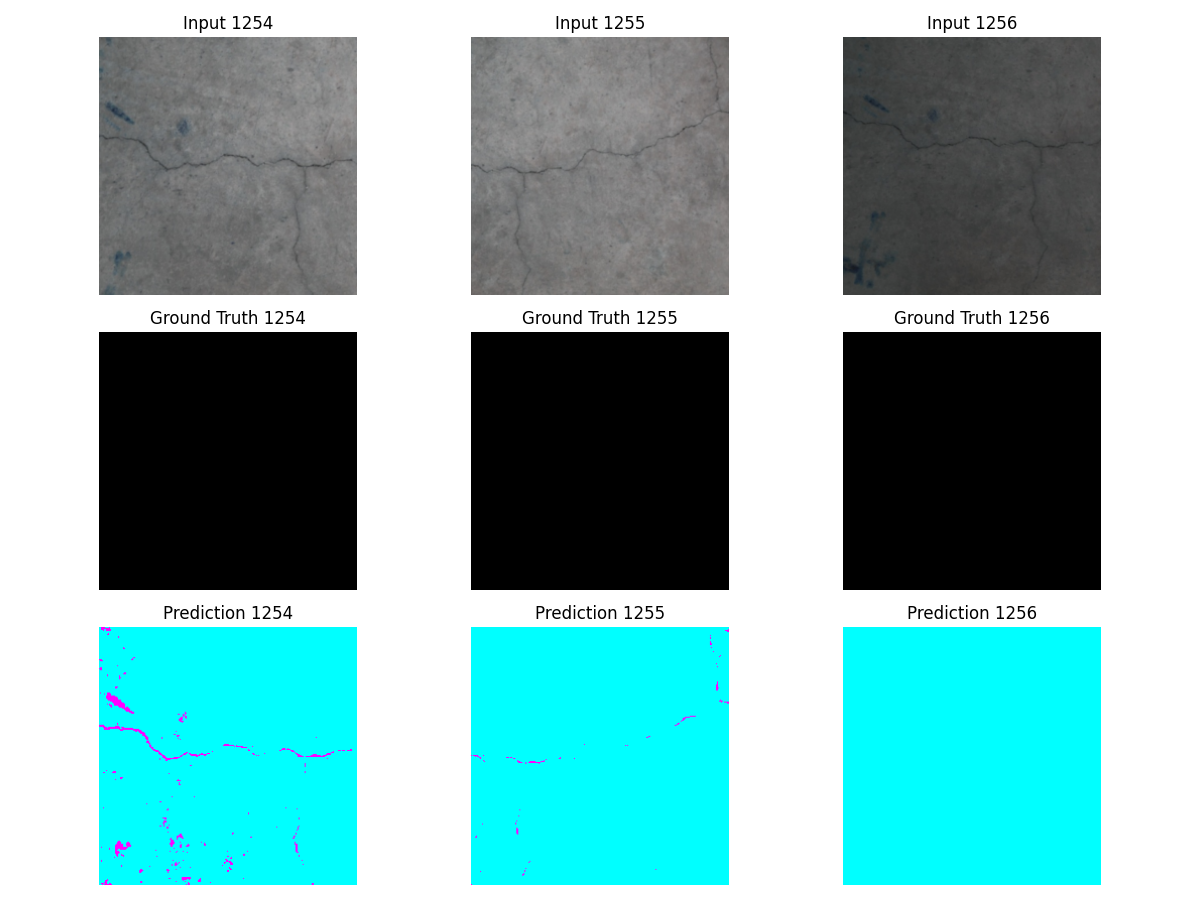 Input 1254
Input 1255
Input 1256
Ground Truth 1254
Ground Truth 1255
Ground Truth 1256
Prediction 1254
Prediction 1255
Prediction 1256